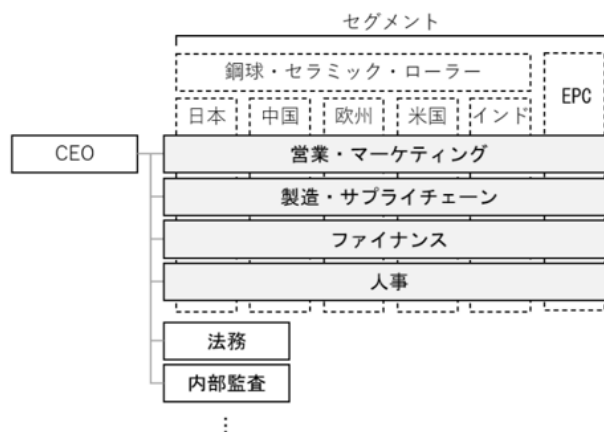 セグメント
鋼球・セラミック・ローラー
EPC
日本
中国
欧州
米国
インド
CEO
営業・マーケティング
製造・サプライチェーン
ファイナンス
人事
法務
内部監査
⋮